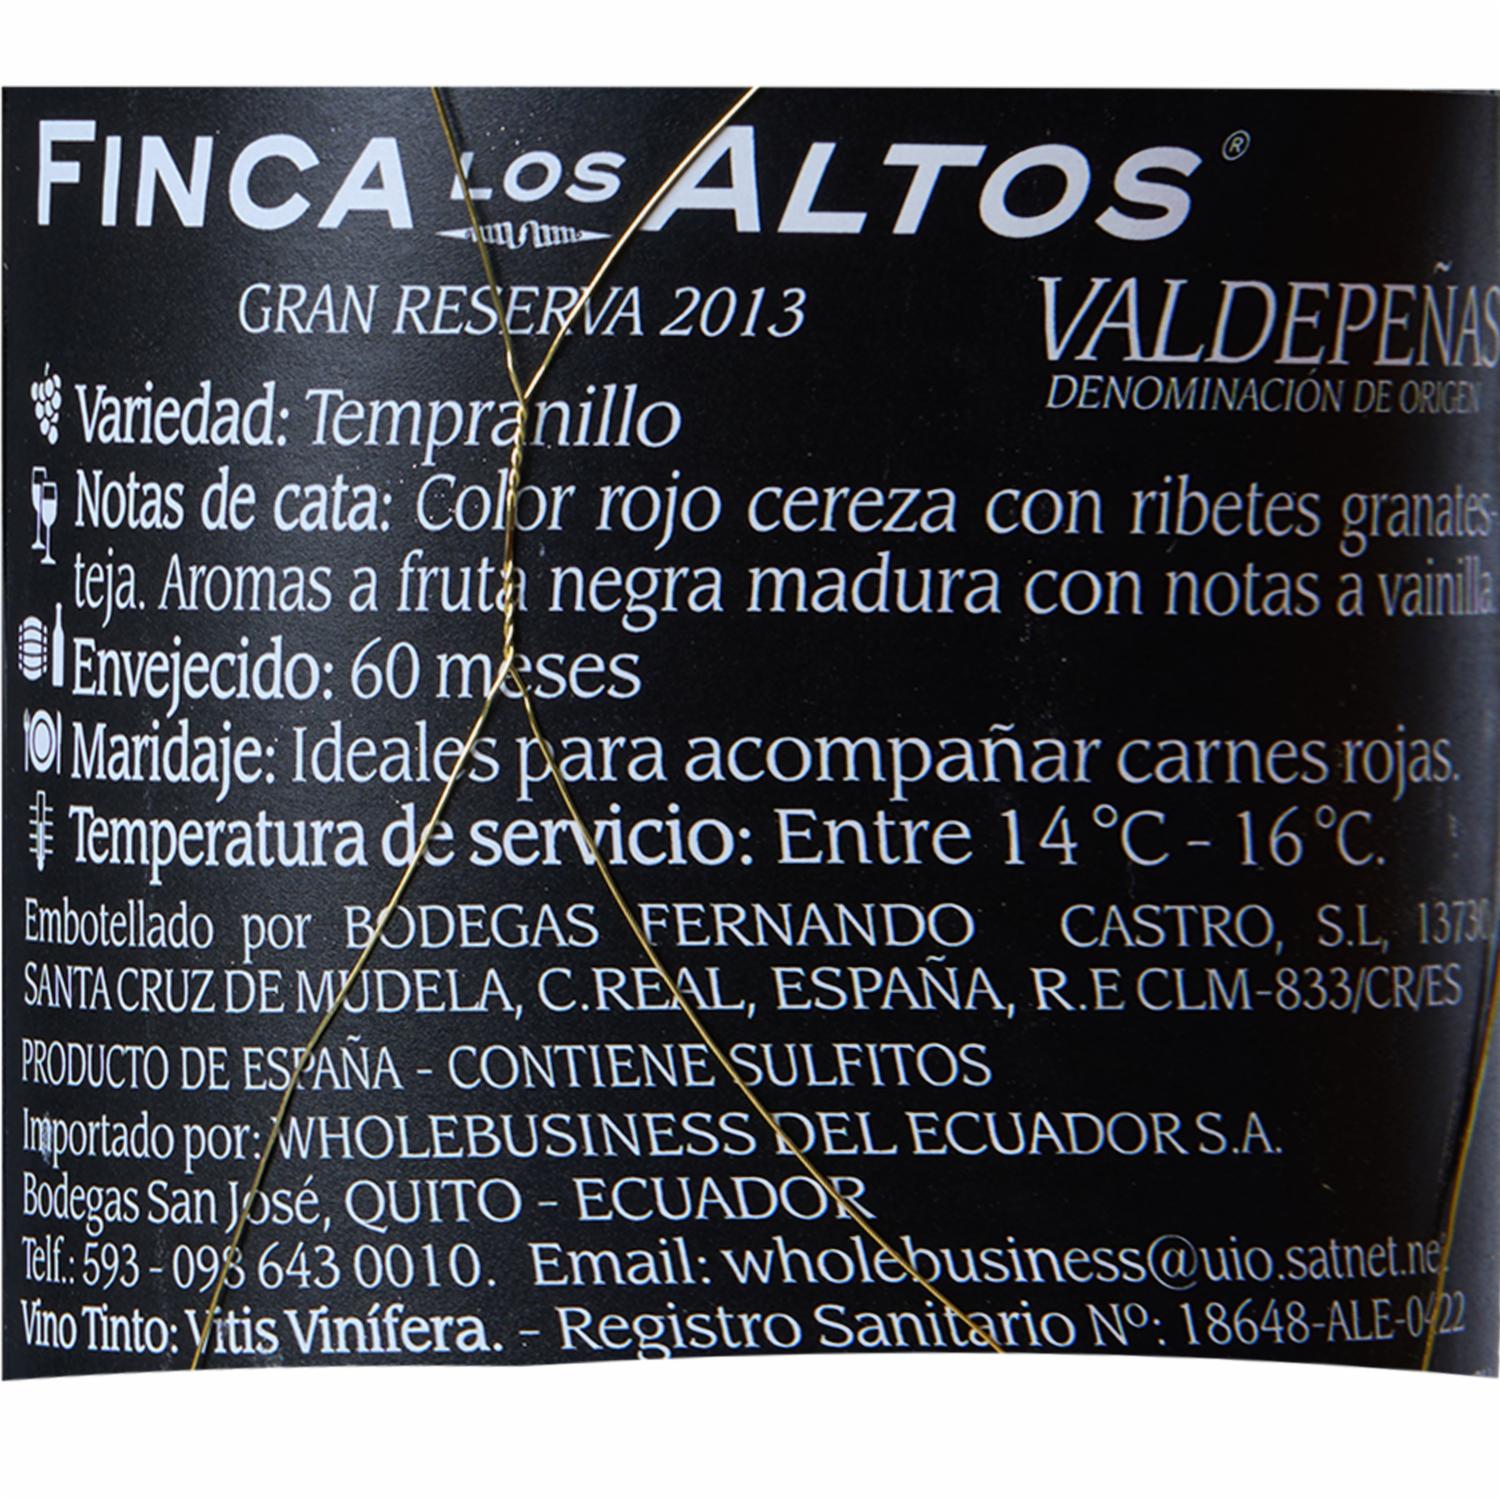 FINCA LOS ALTOS®
GRAN RESERVA 2013
VALDEPEÑAS
DENOMINACIÓN DE ORIGEN
Variedad: Tempranillo
Notas de cata: Color rojo cereza con ribetes granates-
teja. Aromas a fruta negra madura con notas a vainilla.
Envejecido: 60 meses
Maridaje: Ideales para acompañar carnes rojas.
Temperatura de servicio: Entre 14 °C - 16 °C.
Embotellado por BODEGAS FERNANDO CASTRO, S.L, 13730
SANTA CRUZ DE MUDELA, C.REAL, ESPAÑA, R.E CLM-833/CR/ES
PRODUCTO DE ESPAÑA - CONTIENE SULFITOS
Importado por: WHOLEBUSINESS DEL ECUADOR S.A.
Bodegas San José, QUITO - ECUADOR
Telf.: 593 - 098 643 0010. Email: wholebusiness@uio.satnet.net
Vino Tinto: Vitis Vinífera. - Registro Sanitario Nº: 18648-ALE-0422